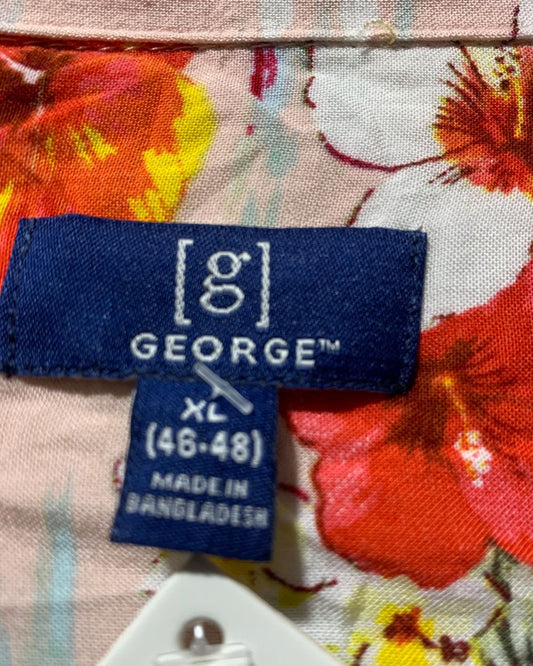 [g]
GEORGE™
XL
(46-48)
MADE IN
BANGLADESH